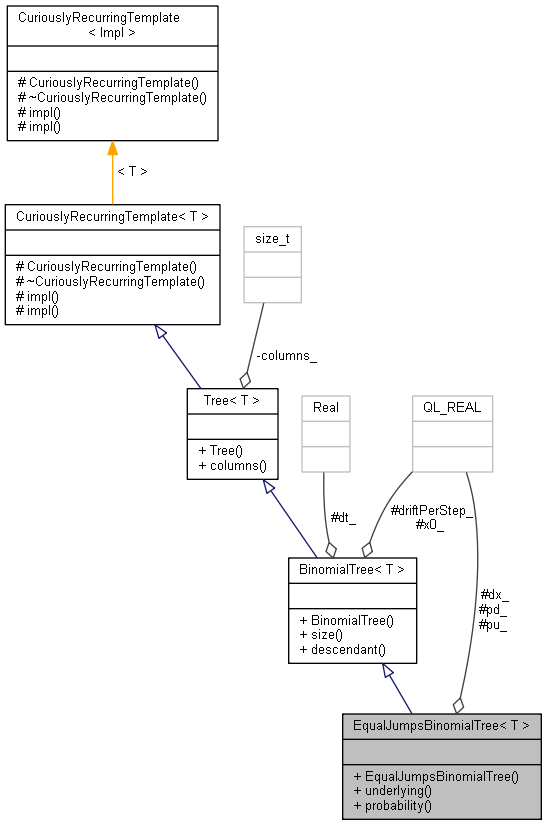 CuriouslyRecurringTemplate
< Impl >
# CuriouslyRecurringTemplate()
# ~CuriouslyRecurringTemplate()
# impl()
# impl()
< T >
CuriouslyRecurringTemplate< T >
# CuriouslyRecurringTemplate()
# ~CuriouslyRecurringTemplate()
# impl()
# impl()
size_t
-columns_
Tree< T >
+ Tree()
+ columns()
Real
QL_REAL
#dt_
#driftPerStep_
#x0_
BinomialTree< T >
+ BinomialTree()
+ size()
+ descendant()
#dx_
#pd_
#pu_
EqualJumpsBinomialTree< T >
+ EqualJumpsBinomialTree()
+ underlying()
+ probability()